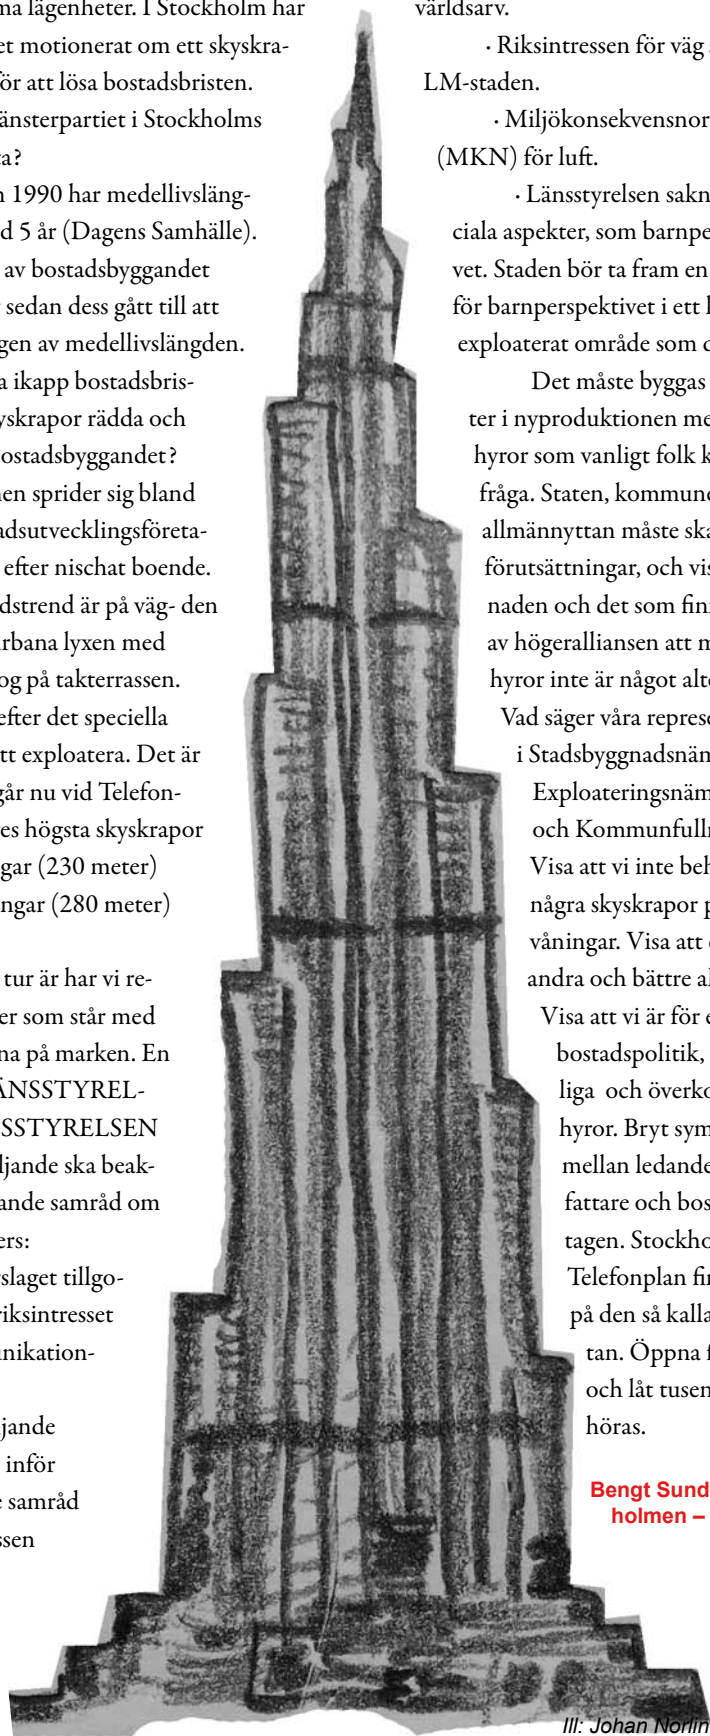 na lägenheter. I Stockholm har
et motionerat om ett skyskra-
för att lösa bostadsbristen.
änsterpartiet i Stockholms
ta?
n 1990 har medellivsläng-
d 5 år (Dagens Samhälle).
av bostadsbyggandet
sedan dess gått till att
gen av medellivslängden.
a ikapp bostadsbris-
yskrapor rädda och
ostadsbyggandet?
nen sprider sig bland
adsutvecklingsföreta-
efter nischat boende.
dstrend är på väg- den
urbana lyxen med
og på takterrassen.
efter det speciella
tt exploatera. Det är
går nu vid Telefon-
es högsta skyskrapor
gar (230 meter)
ngar (280 meter)
tur är har vi re-
er som står med
na på marken. En
ÄNSSTYREL-
SSTYRELSEN
ljande ska beak-
ande samråd om
ers:
rslaget tillgo-
riksintresset
unikation-
jande
inför
e samråd
ssen
världsarv.
· Riksintressen för väg
LM-staden.
· Miljökonsekvensnor
(MKN) för luft.
· Länsstyrelsen sakn
ciala aspekter, som barnpe
vet. Staden bör ta fram en
för barnperspektivet i ett
exploaterat område som
Det måste byggas
ter i nyproduktionen me
hyror som vanligt folk k
fråga. Staten, kommune
allmännyttan måste ska
förutsättningar, och vis
naden och det som fin
av högeralliansen att m
hyror inte är något alte
Vad säger våra represe
i Stadsbyggnadsnäm
Exploateringsnäm
och Kommunfullm
Visa att vi inte beh
några skyskrapor p
våningar. Visa att
andra och bättre al
Visa att vi är för e
bostadspolitik,
liga och överko
hyror. Bryt sym
mellan ledande
fattare och bos
tagen. Stockho
Telefonplan fin
på den så kalla
tan. Öppna f
och låt tusen
höras.
Bengt Sund
holmen –
Ill: Johan Norlin